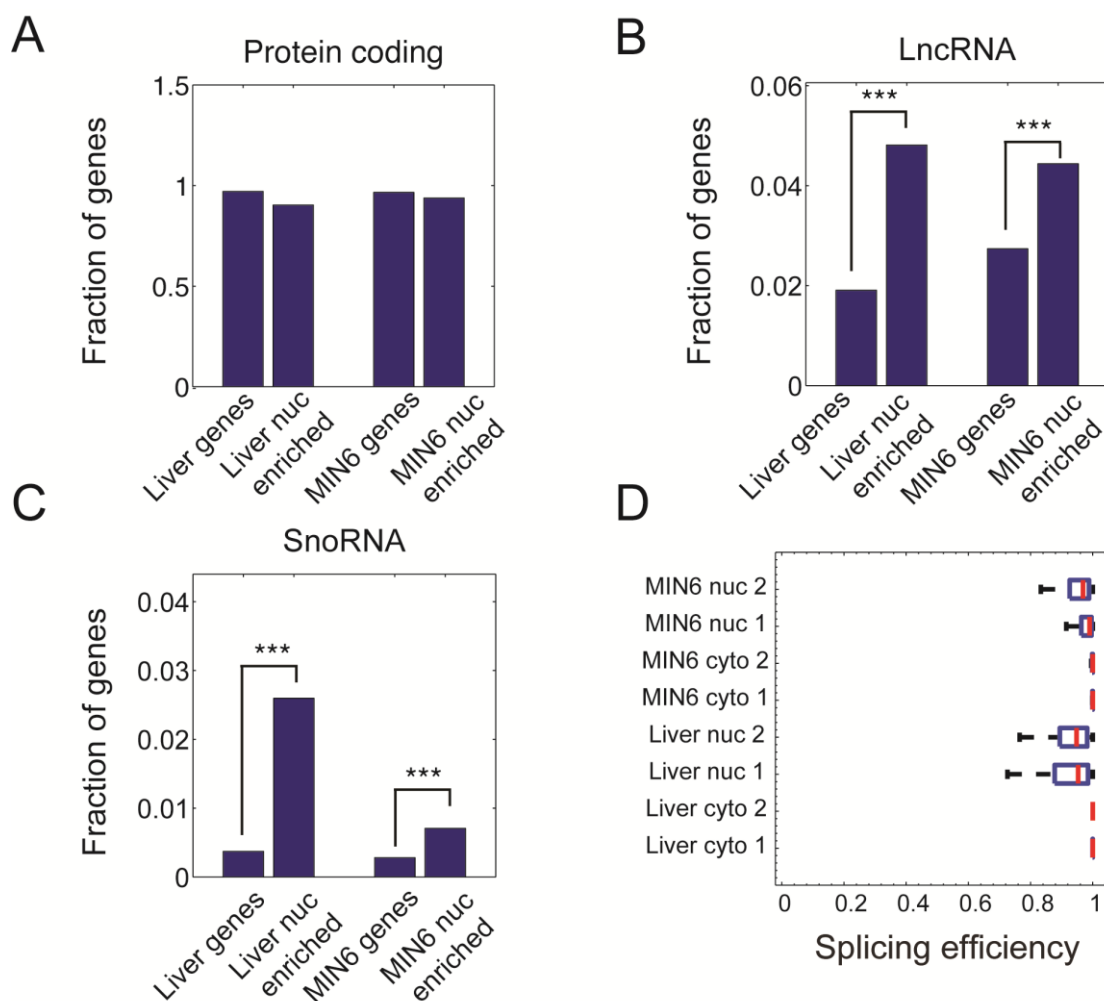 A
Protein coding
Fraction of genes
1.5
1
0.5
0
Liver genes
Liver nuc
enriched
MIN6 genes
MIN6 nuc
enriched
B
LncRNA
Fraction of genes
0.06
0.04
0.02
0
***
***
Liver genes
Liver nuc
enriched
MIN6 genes
MIN6 nuc
enriched
C
SnoRNA
Fraction of genes
0.04
0.03
0.02
0.01
0
***
***
Liver genes
Liver nuc
enriched
MIN6 genes
MIN6 nuc
enriched
D
MIN6 nuc 2
MIN6 nuc 1
MIN6 cyto 2
MIN6 cyto 1
Liver nuc 2
Liver nuc 1
Liver cyto 2
Liver cyto 1
0 0.2 0.4 0.6 0.8 1
Splicing efficiency